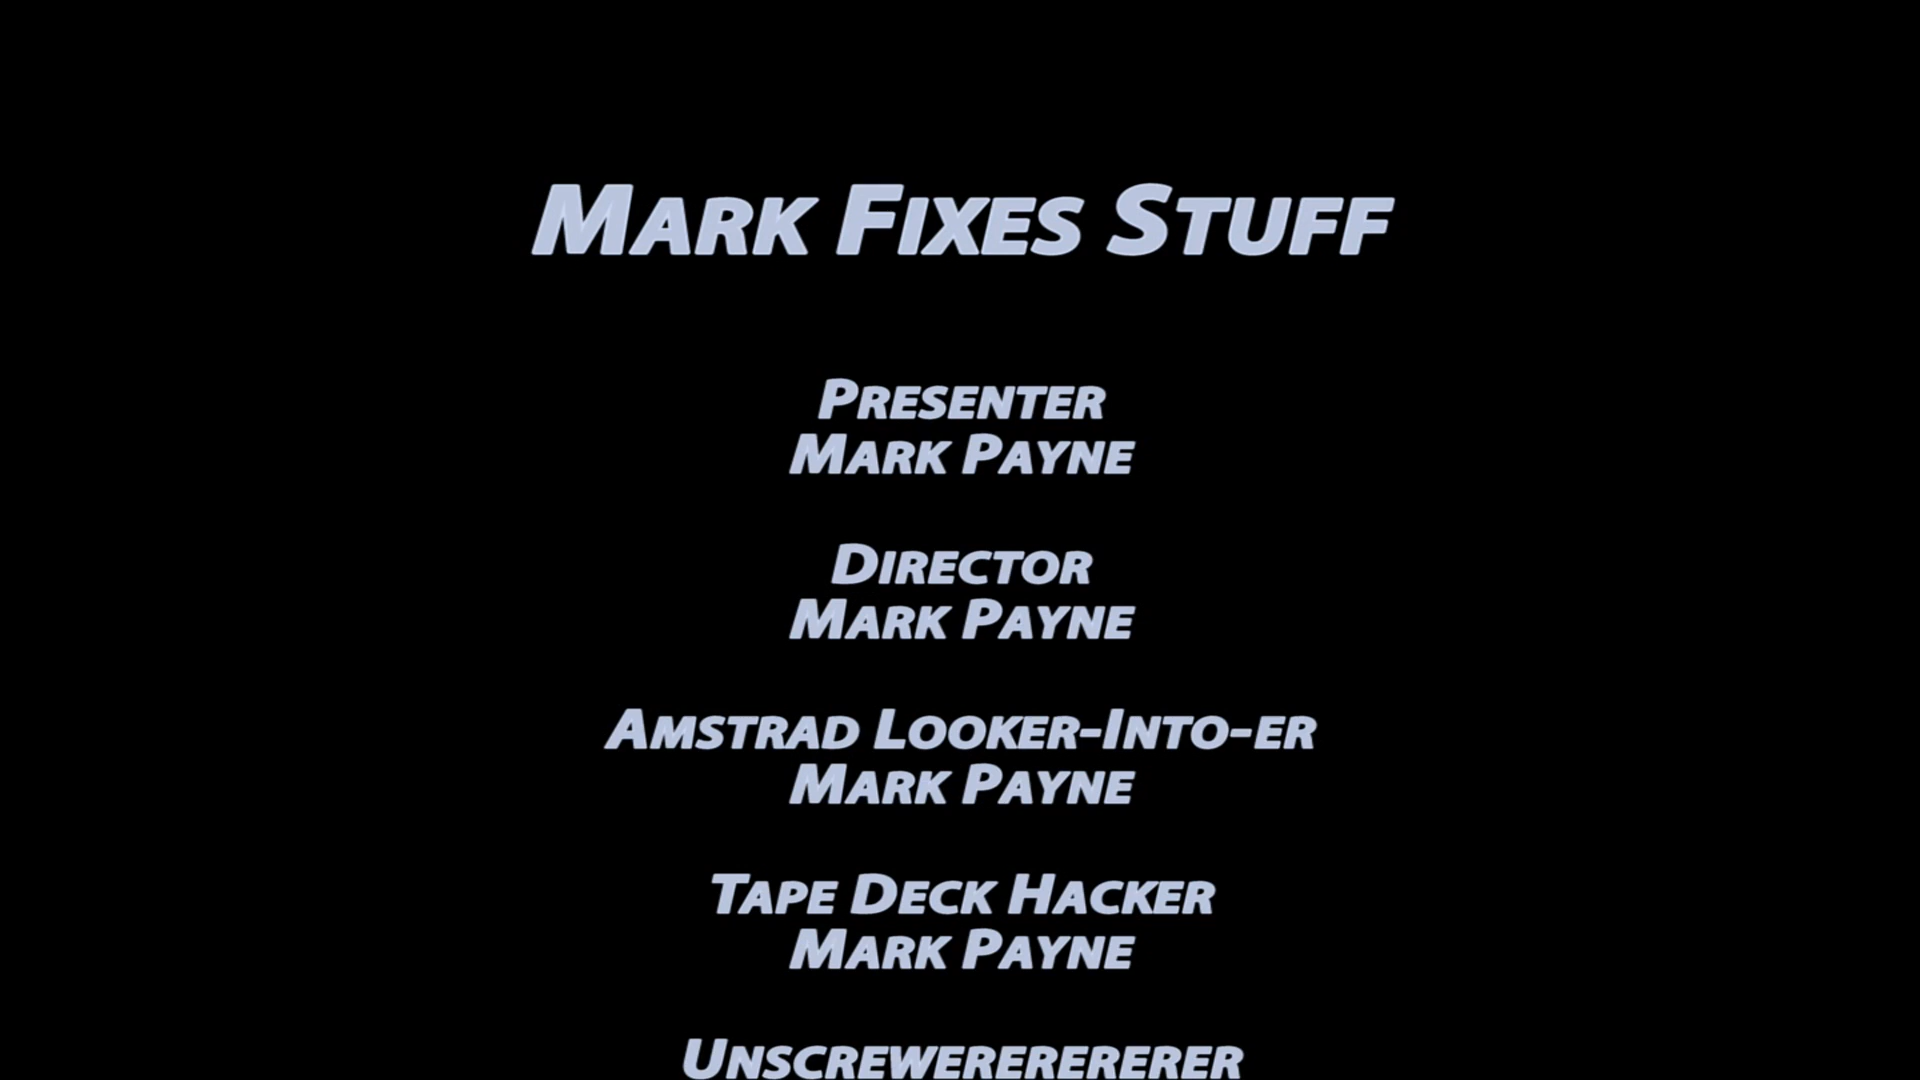 Mark Fixes Stuff
Presenter
Mark Payne
Director
Mark Payne
Amstrad Looker-Into-er
Mark Payne
Tape Deck Hacker
Mark Payne
Unscrewererererer